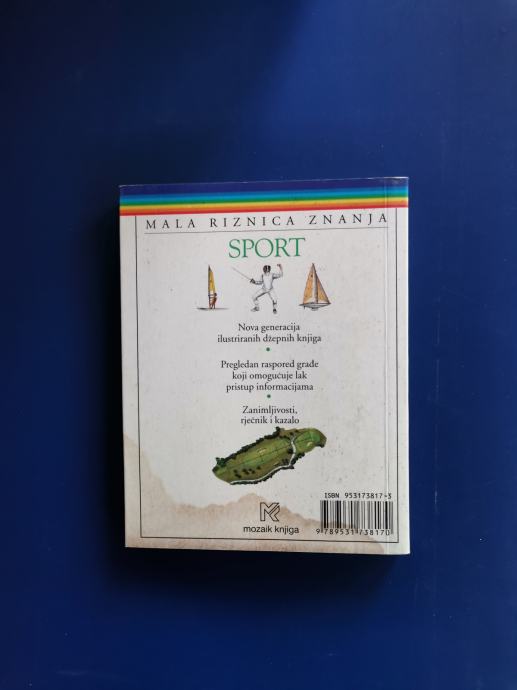 MALA RIZNICA ZNANJA
SPORT
Nova generacija
ilustriranih džepnih knjiga
Pregledan raspored građe
koji omogućuje lak
pristup informacijama
Zanimljivosti,
rječnik i kazalo
mozaik knjiga
ISBN 953173817-3
9 789531 738170